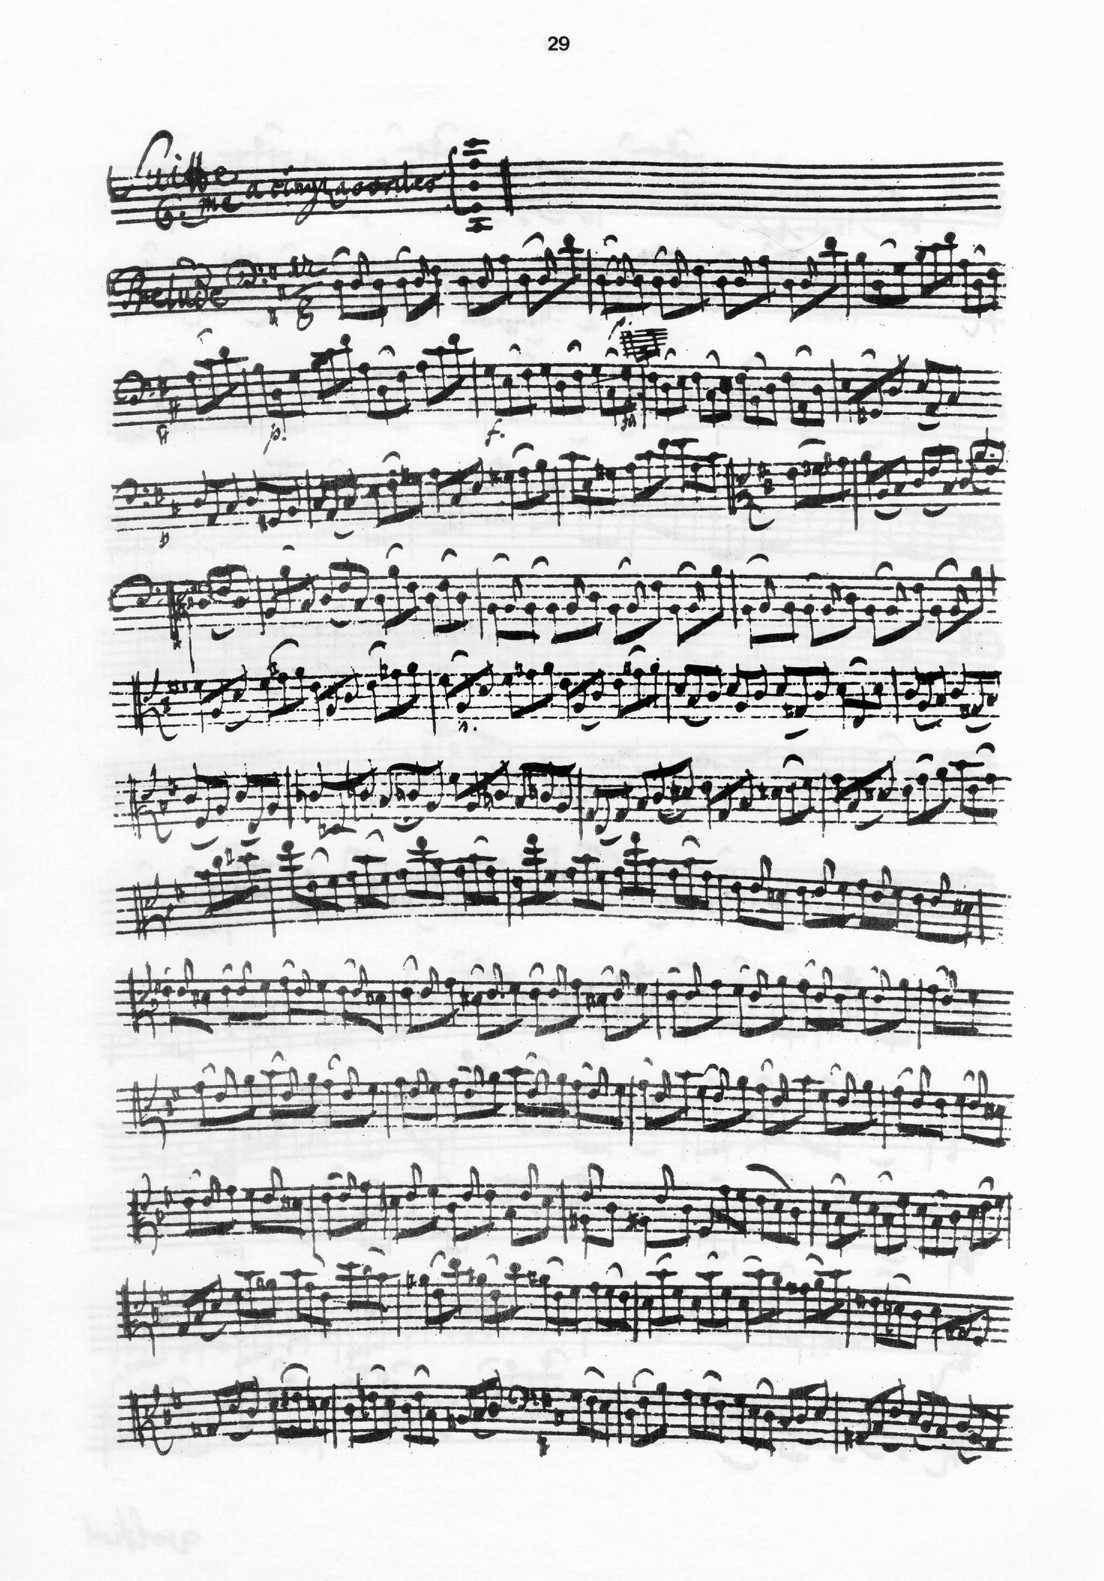 29
Suitte
6.me a cinq acordes
Prelude
p.
f.